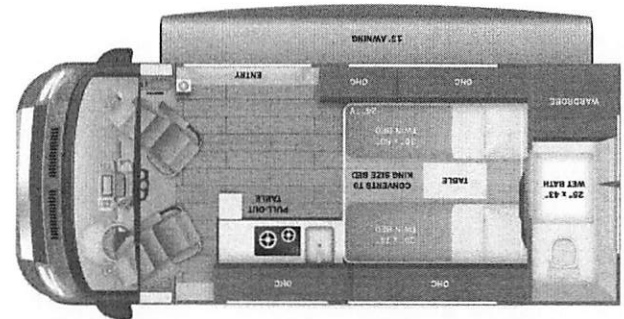 OHC
OHC
TWIN BED
25" x 43"
WET BATH
TABLE
CONVERTS TO
KING SIZE BED
PULL-OUT
TABLE
TWIN BED
WARDROBE
OHC
OHC
ENTRY
13' AWNING